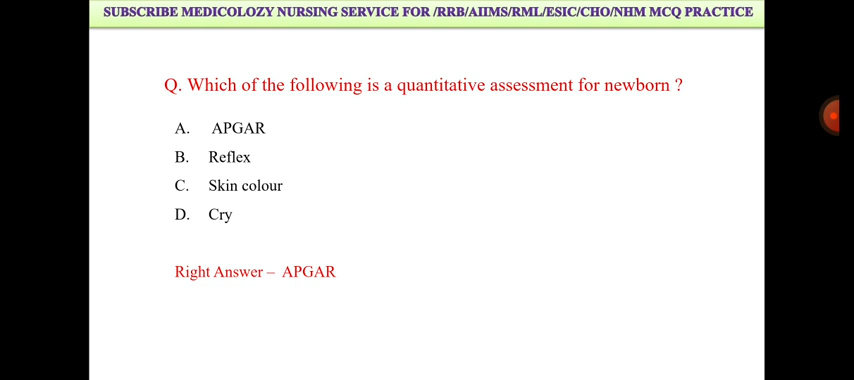 SUBSCRIBE MEDICOLOZY NURSING SERVICE FOR /RRB/AIIMS/RML/ESIC/CHO/NHM MCQ PRACTICE
Q. Which of the following is a quantitative assessment for newborn ?
A. APGAR
B. Reflex
C. Skin colour
D. Cry
Right Answer – APGAR